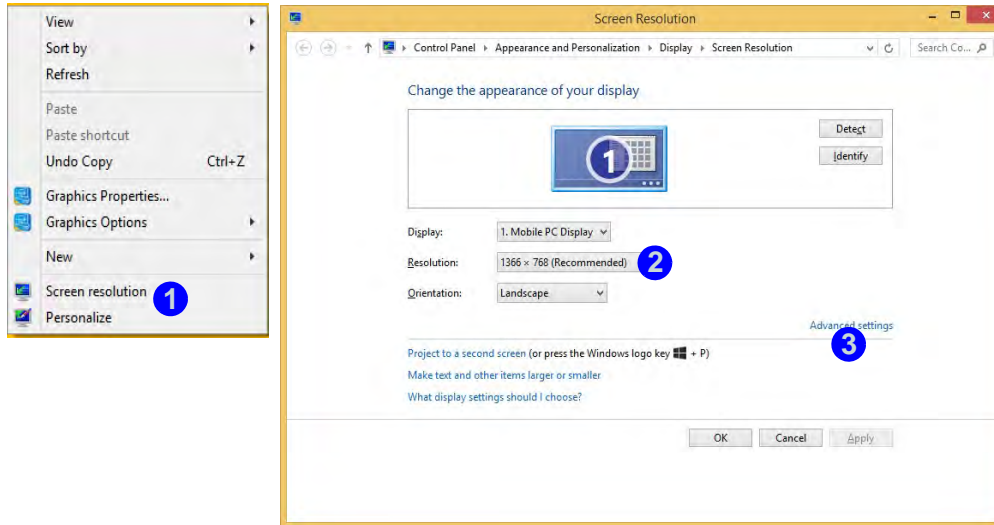 View
Sort by
Refresh
Paste
Paste shortcut
Undo Copy Ctrl+Z
Graphics Properties...
Graphics Options
New
Screen resolution
1
Personalize
Screen Resolution
Control Panel Appearance and Personalization Display Screen Resolution
Search Co...
Change the appearance of your display
1
Detect
Identify
Display: 1. Mobile PC Display
Resolution: 1366 × 768 (Recommended)
2
Orientation: Landscape
Advanced settings
3
Project to a second screen (or press the Windows logo key + P)
Make text and other items larger or smaller
What display settings should I choose?
OK Cancel Apply